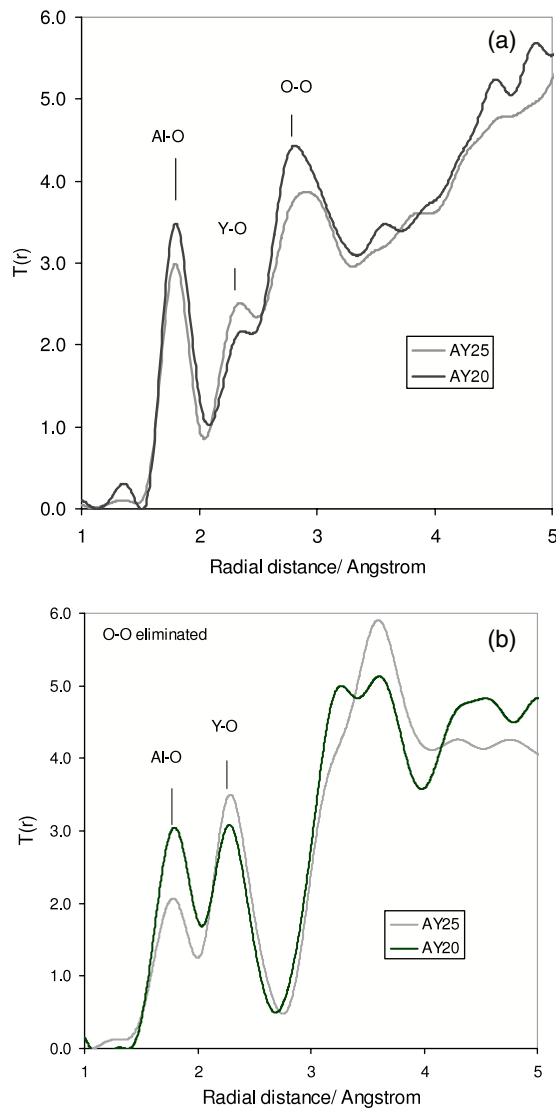 6.0
(a)
5.0
O-O
Al-O
4.0
Y-O
3.0
T(r)
2.0
AY25
AY20
1.0
0.0
1 2 3 4 5
Radial distance/ Angstrom
6.0
O-O eliminated
(b)
5.0
Y-O
Al-O
4.0
3.0
T(r)
2.0
AY25
AY20
1.0
0.0
1 2 3 4 5
Radial distance/ Angstrom